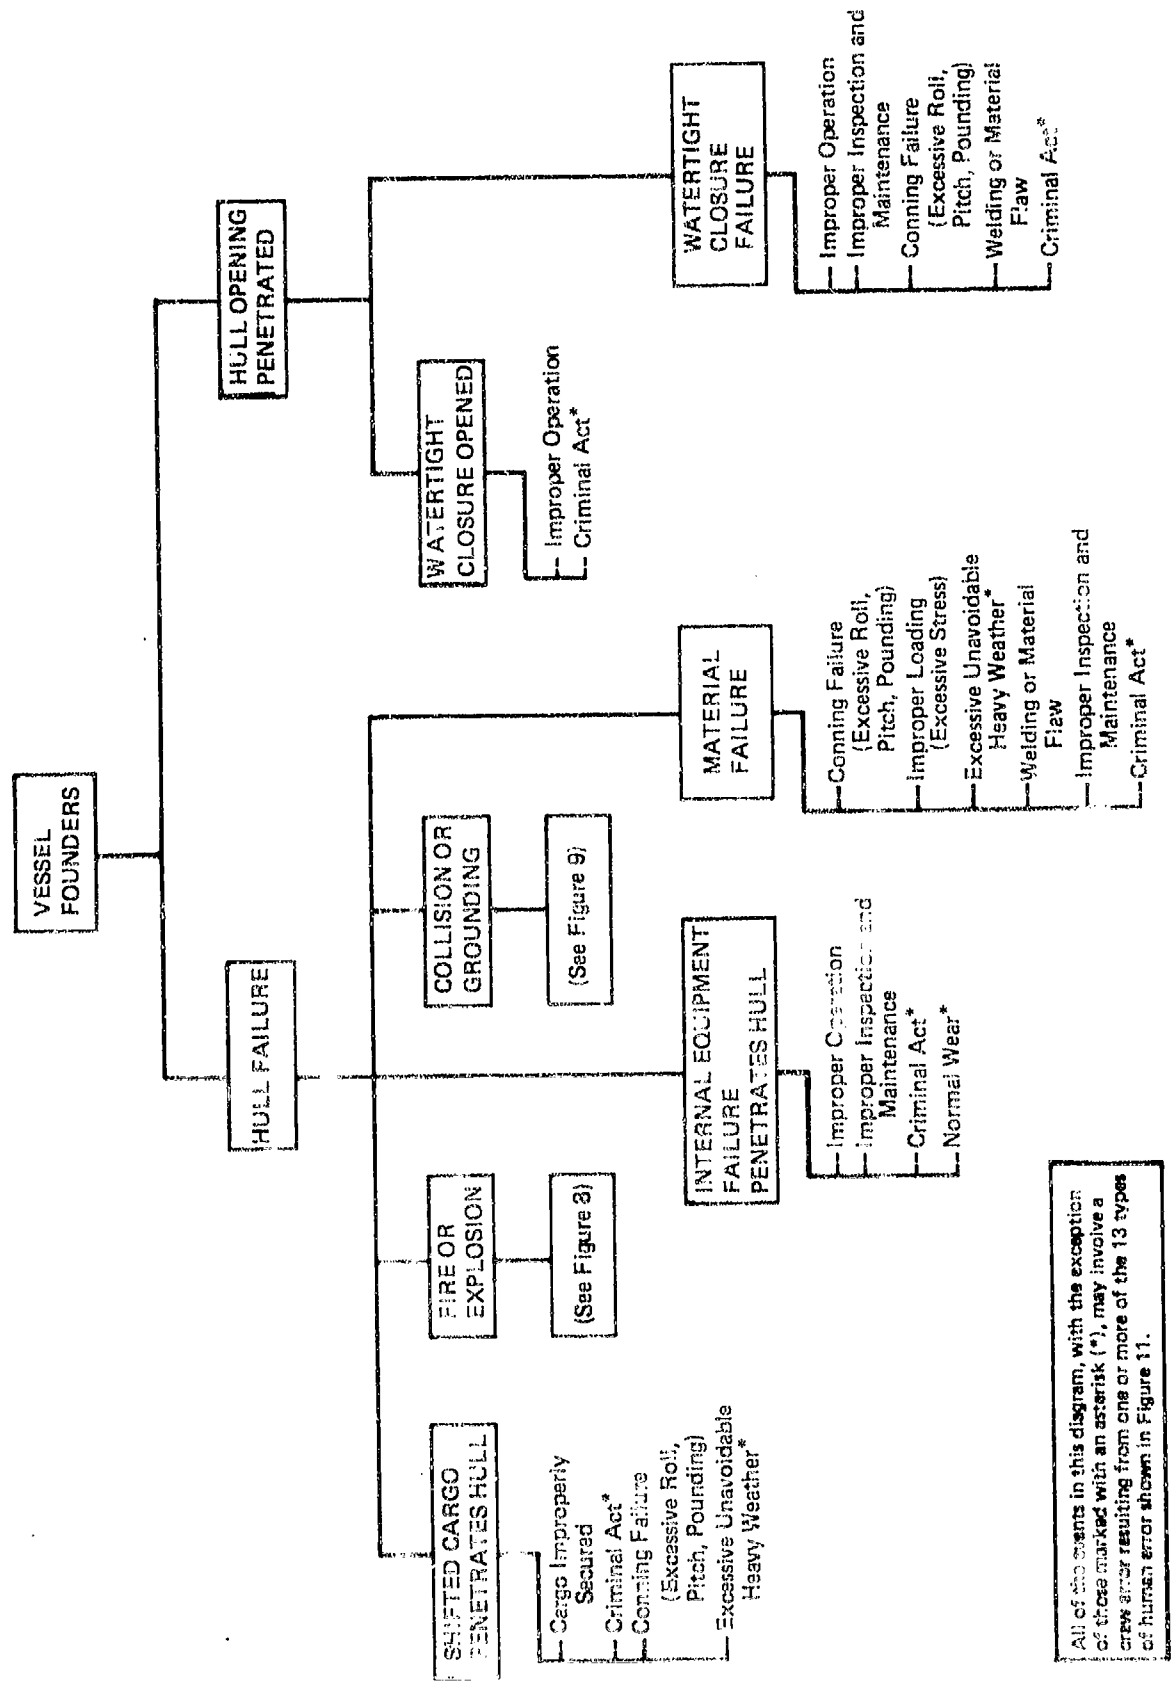 VESSEL
FOUNDERS
HULL FAILURE
HULL OPENING
PENETRATED
SHIFTED CARGO
PENETRATES HULL
Cargo Improperly
Secured
Criminal Act*
Conning Failure
(Excessive Roll,
Pitch, Pounding)
Excessive Unavoidable
Heavy Weather*
FIRE OR
EXPLOSION
(See Figure 8)
INTERNAL EQUIPMENT
FAILURE
PENETRATES HULL
Improper Operation
Improper Inspection and
Maintenance
Criminal Act*
Normal Wear*
COLLISION OR
GROUNDING
(See Figure 9)
MATERIAL
FAILURE
Conning Failure
(Excessive Roll,
Pitch, Pounding)
Improper Loading
(Excessive Stress)
Excessive Unavoidable
Heavy Weather*
Welding or Material
Flaw
Improper Inspection and
Maintenance
Criminal Act*
WATERTIGHT
CLOSURE OPENED
Improper Operation
Criminal Act*
WATERTIGHT
CLOSURE
FAILURE
Improper Operation
Improper Inspection and
Maintenance
Conning Failure
(Excessive Roll,
Pitch, Pounding)
Welding or Material
Flaw
Criminal Act*
All of the events in this diagram, with the exception
of those marked with an asterisk (*), may involve a
crew error resulting from one or more of the 13 types
of human error shown in Figure 11.